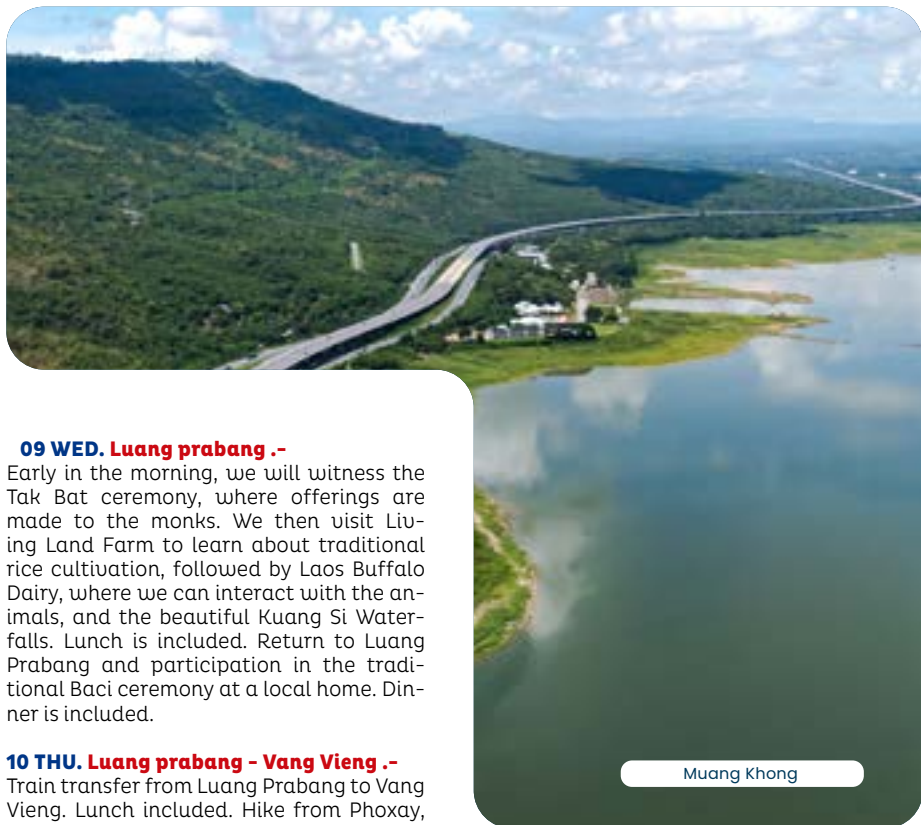 09 WED. Luang prabang .-
Early in the morning, we will witness the
Tak Bat ceremony, where offerings are
made to the monks. We then visit Liv-
ing Land Farm to learn about traditional
rice cultivation, followed by Laos Buffalo
Dairy, where we can interact with the an-
imals, and the beautiful Kuang Si Water-
falls. Lunch is included. Return to Luang
Prabang and participation in the tradi-
tional Baci ceremony at a local home. Din-
ner is included.
10 THU. Luang prabang - Vang Vieng .-
Train transfer from Luang Prabang to Vang
Vieng. Lunch included. Hike from Phoxay,
Muang Khong